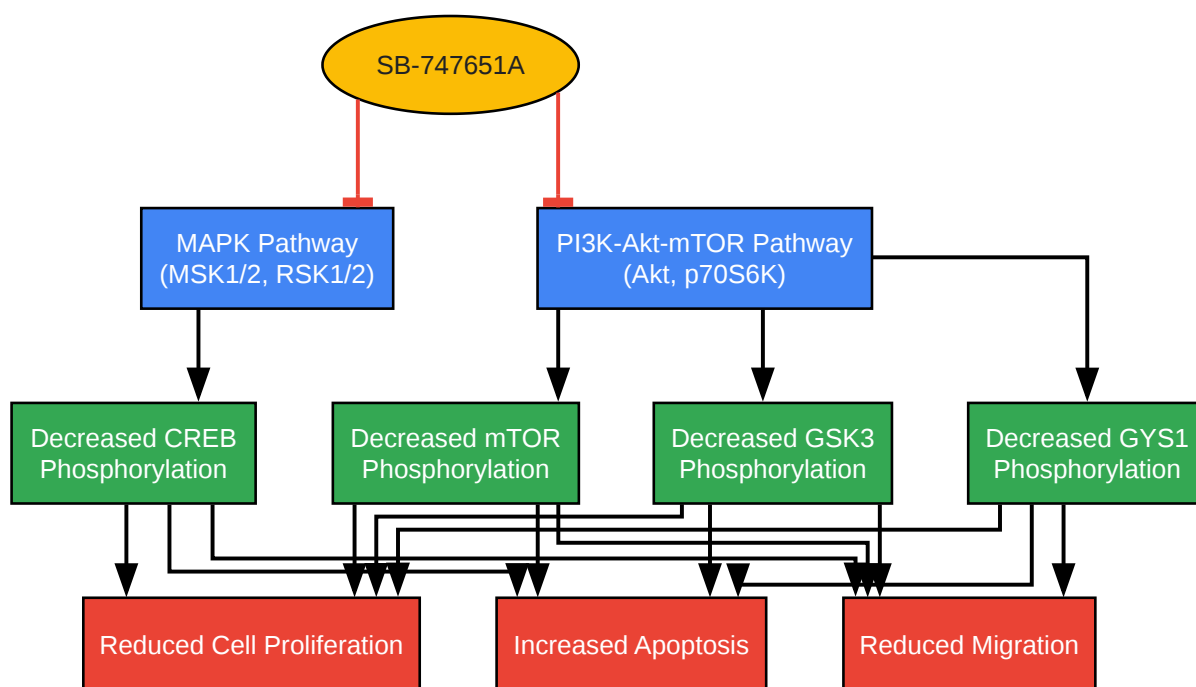 SB-747651A
MAPK Pathway
(MSK1/2, RSK1/2)
PI3K-Akt-mTOR Pathway
(Akt, p70S6K)
Decreased CREB
Phosphorylation
Decreased mTOR
Phosphorylation
Decreased GSK3
Phosphorylation
Decreased GYS1
Phosphorylation
Reduced Cell Proliferation
Increased Apoptosis
Reduced Migration